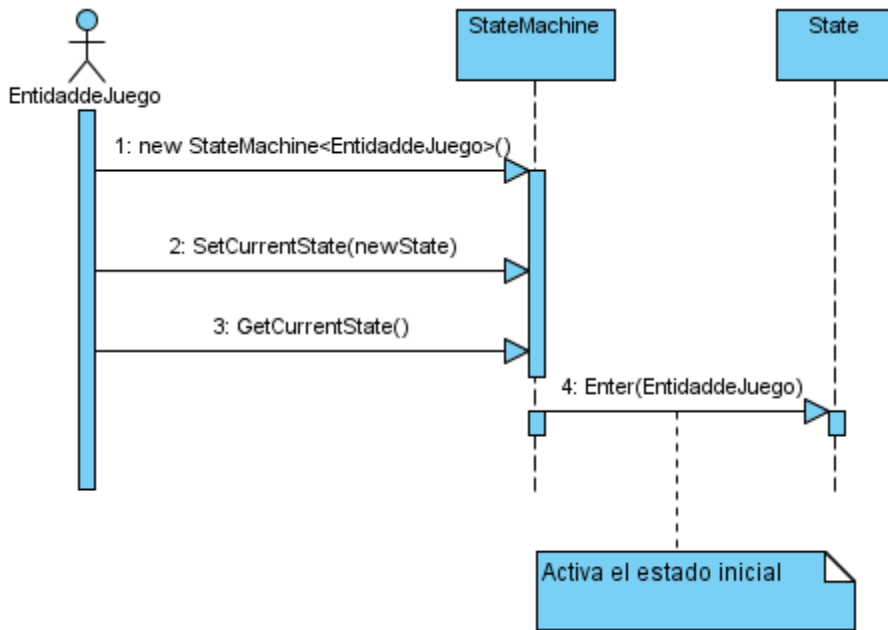 StateMachine
State
EntidaddeJuego
1: new StateMachine<EntidaddeJuego>()
2: SetCurrentState(newState)
3: GetCurrentState()
4: Enter(EntidaddeJuego)
Activa el estado inicial